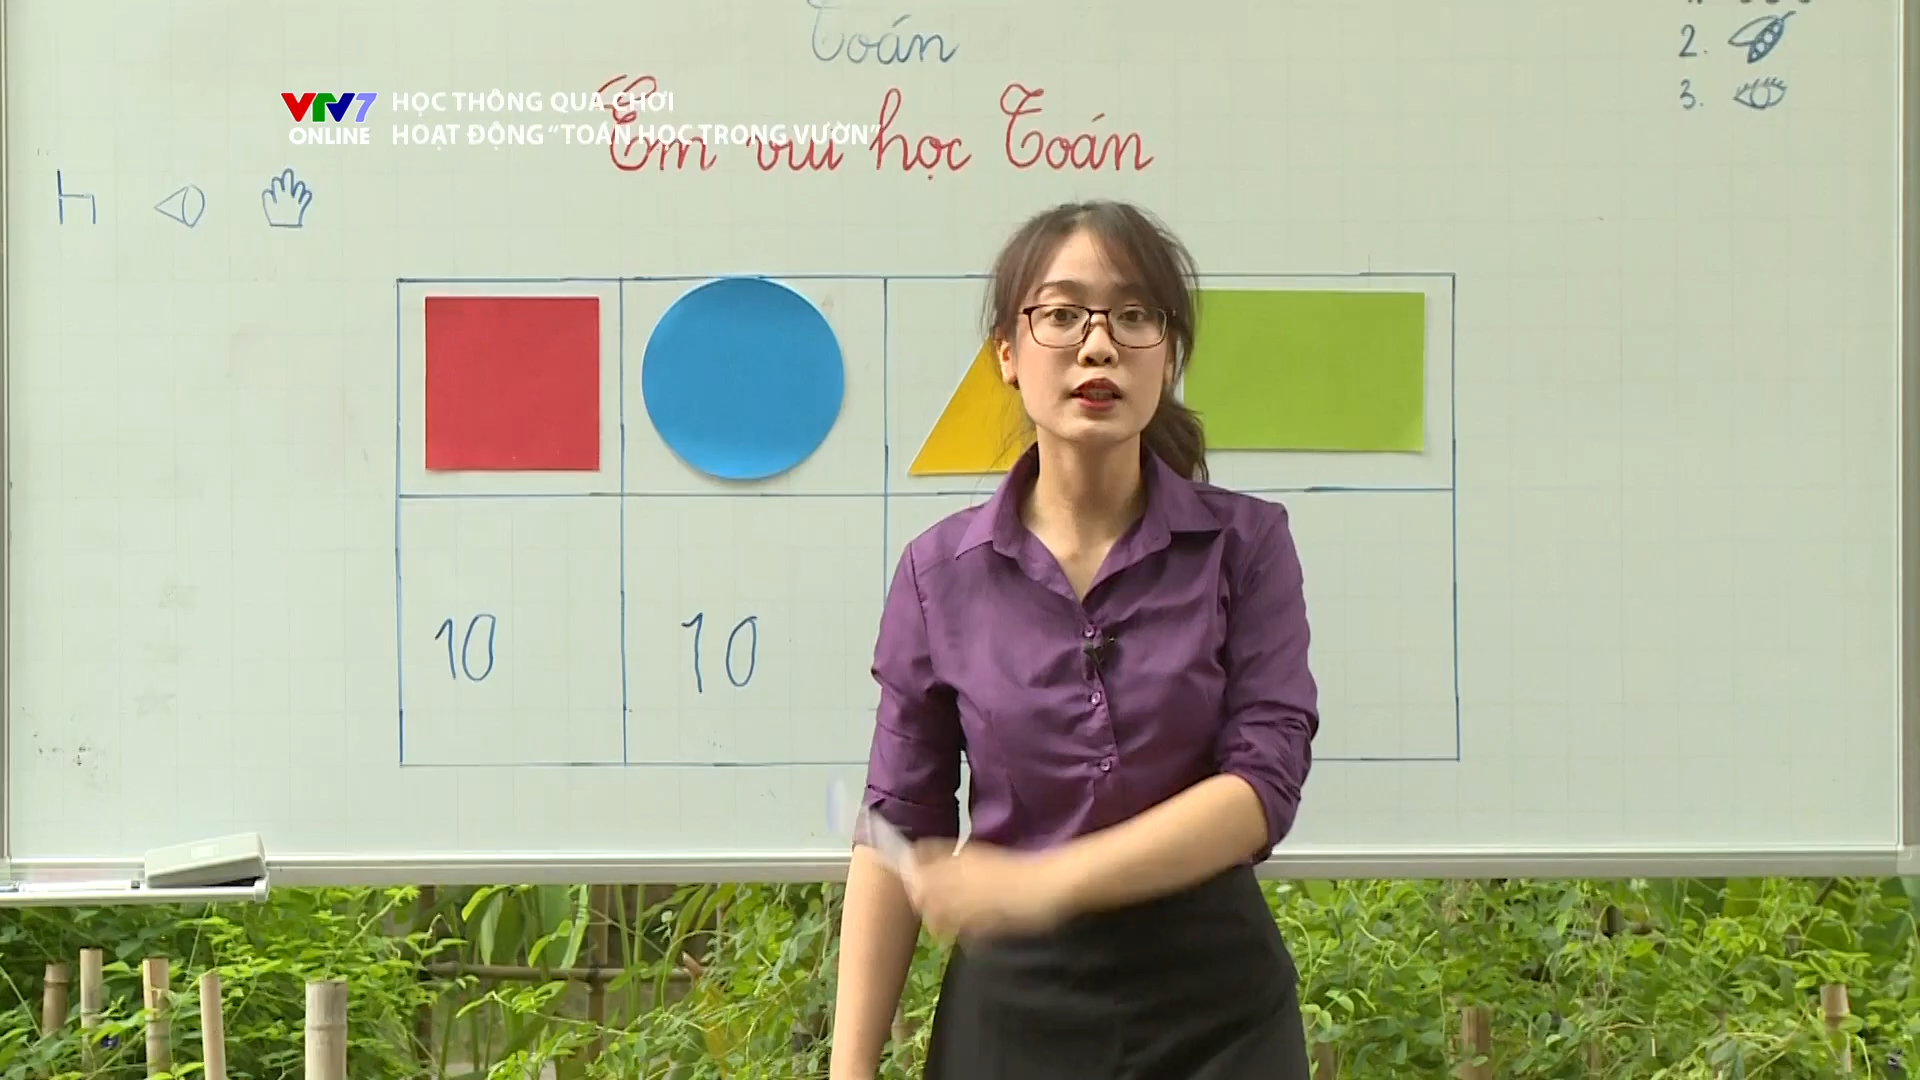 Toán
VTV7 HỌC THÔNG QUA CHƠI
ONLINE HOẠT ĐỘNG “TOÁN HỌC TRONG VƯỜN”
Em vui học Toán
2.
3.
10 10